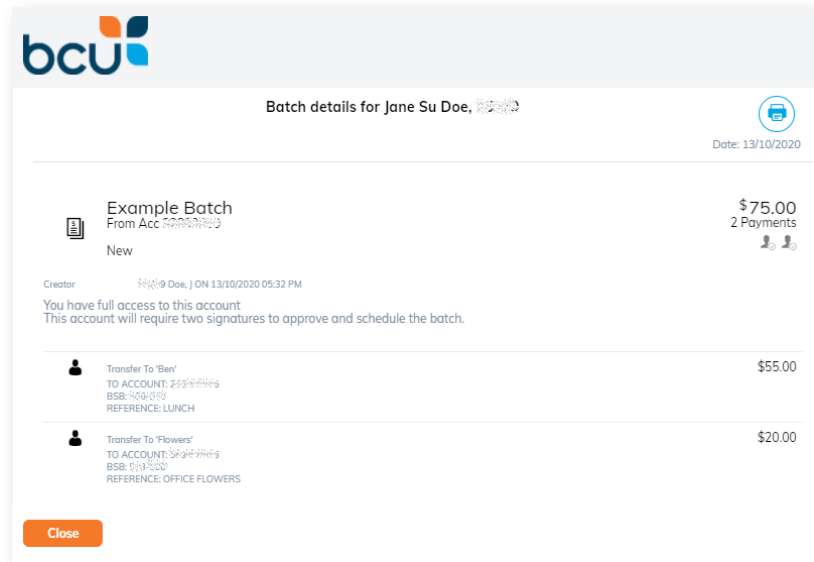 bcu
Batch details for Jane Su Doe,
Date: 13/10/2020
Example Batch
$75.00
From Acc
2 Payments
New
Creator Doe, J ON 13/10/2020 05:32 PM
You have full access to this account
This account will require two signatures to approve and schedule the batch.
Transfer To 'Ben'
$55.00
TO ACCOUNT:
BSB:
REFERENCE: LUNCH
Transfer To 'Flowers'
$20.00
TO ACCOUNT:
BSB:
REFERENCE: OFFICE FLOWERS
Close